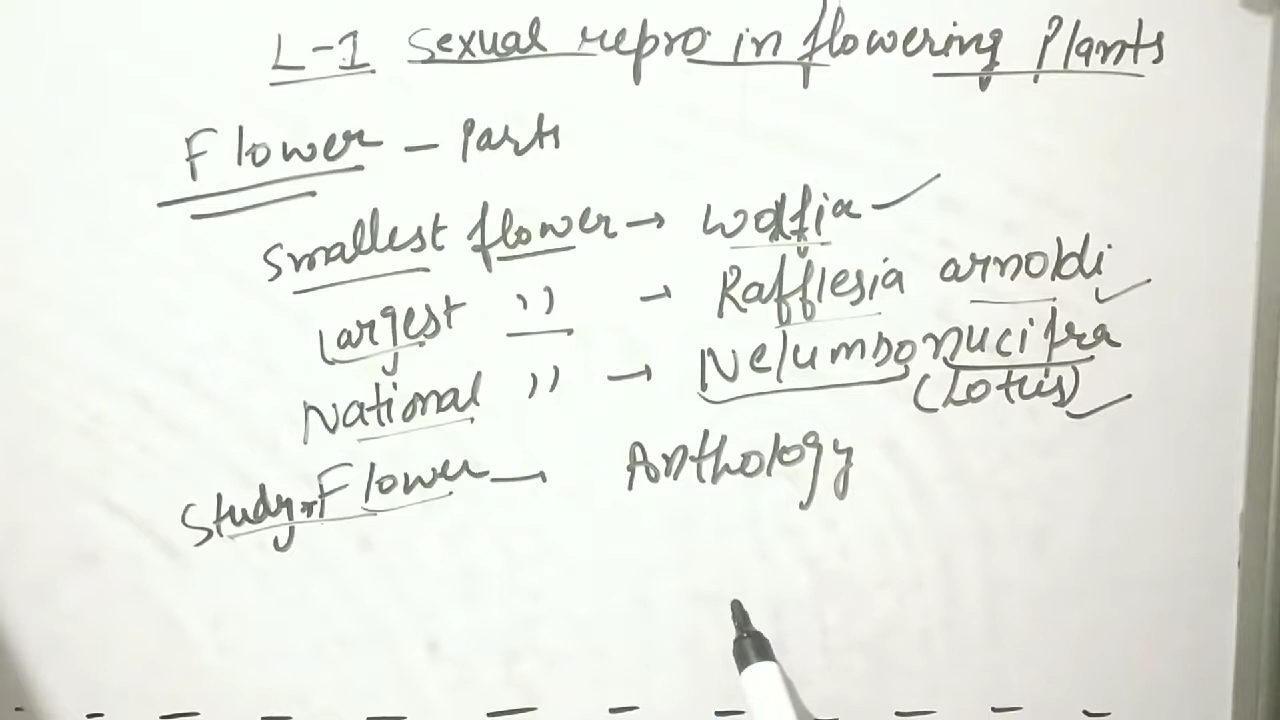 L-1 Sexual repro in flowering Plants
Flower - Parts
Smallest flower → Wolfia ✓
Largest " → Rafflesia arnoldi ✓
National " → Nelumbo nucifra
(Lotus) ✓
Study of Flower → Anthology